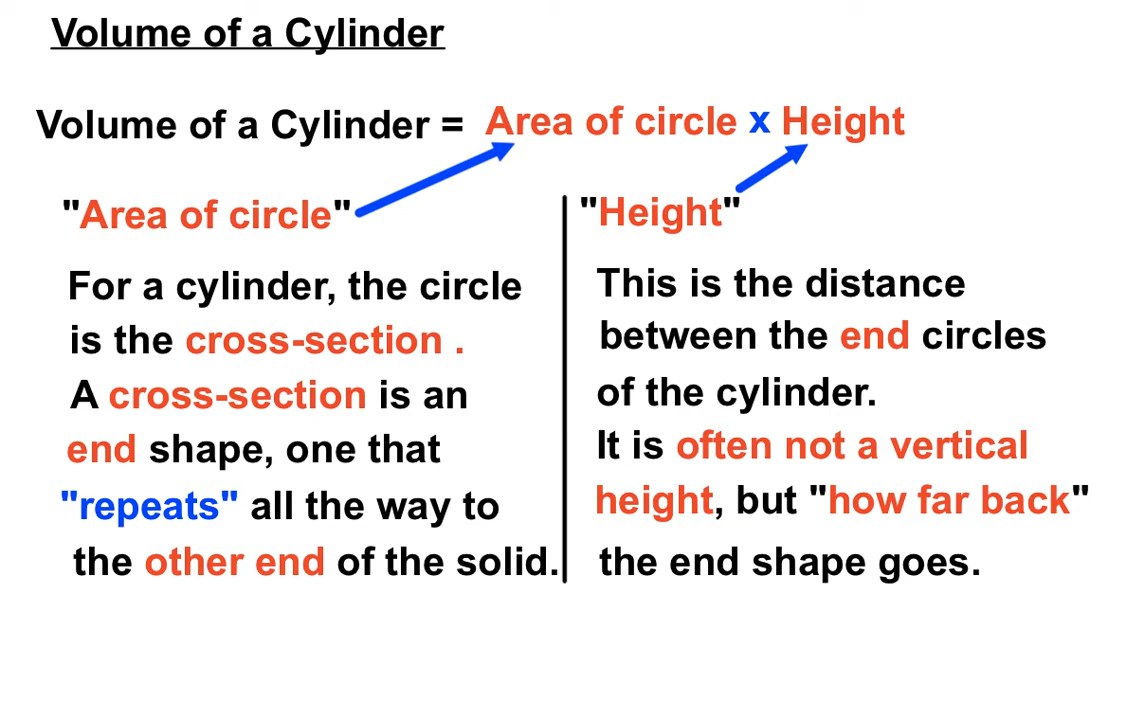 Volume of a Cylinder
Volume of a Cylinder = Area of circle x Height
"Area of circle"
For a cylinder, the circle
is the cross-section .
A cross-section is an
end shape, one that
"repeats" all the way to
the other end of the solid.
"Height"
This is the distance
between the end circles
of the cylinder.
It is often not a vertical
height, but "how far back"
the end shape goes.